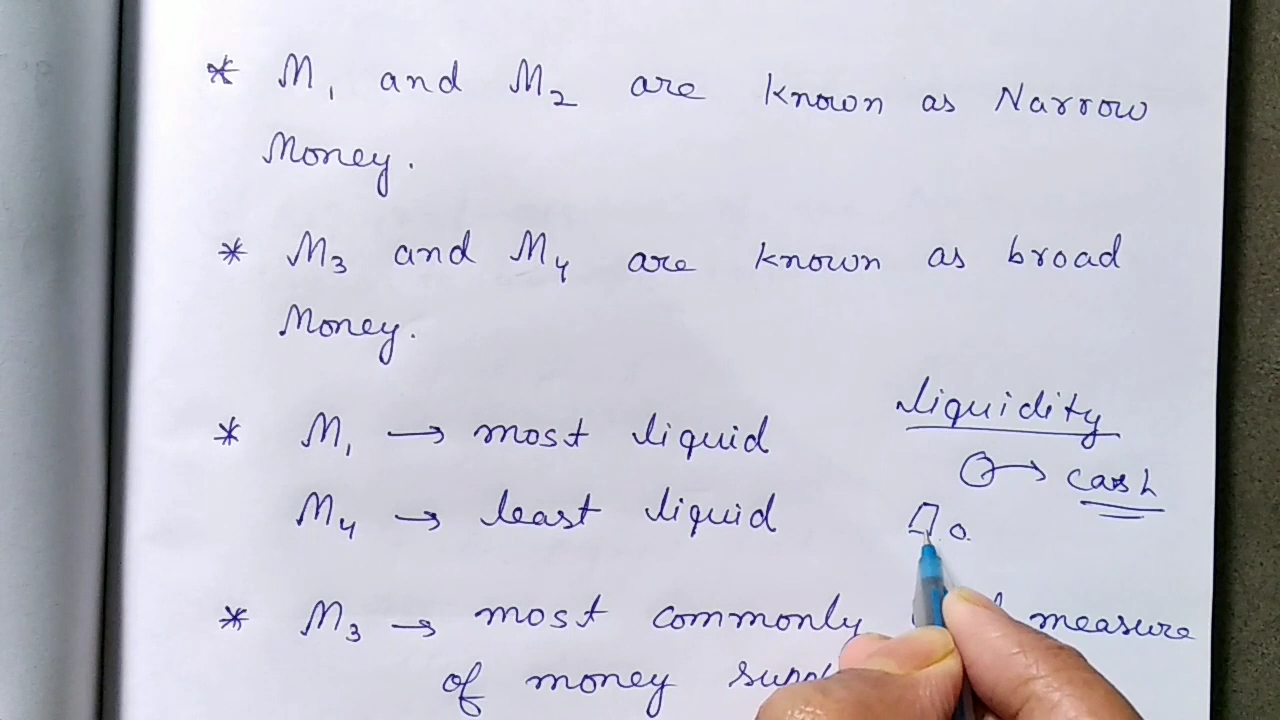 * M₁ and M₂ are known as Narrow
Money.
* M₃ and M₄ are known as broad
Money.
liquidity
* M₁ → most liquid
→ cash
M₄ → least liquid
* M₃ → most commonly measure
of money